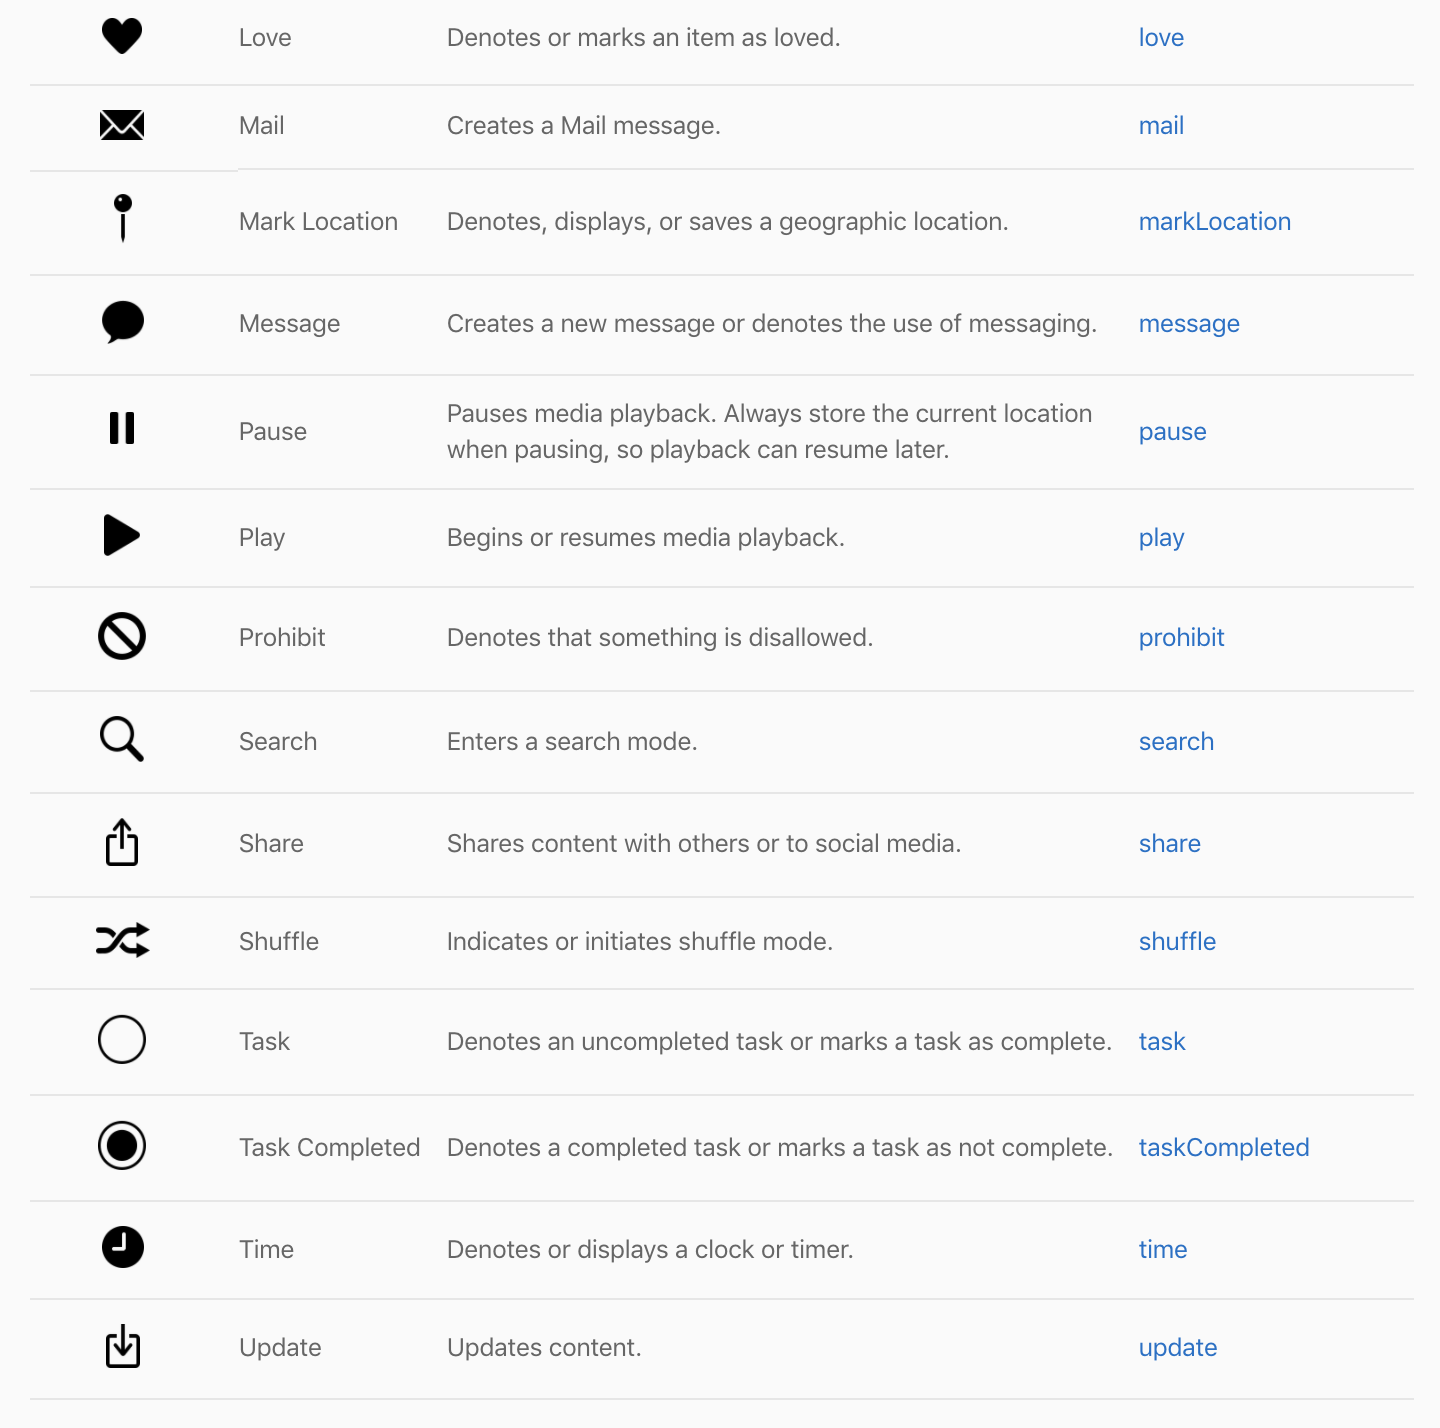 Love Denotes or marks an item as loved. love
Mail Creates a Mail message. mail
Mark Location Denotes, displays, or saves a geographic location. markLocation
Message Creates a new message or denotes the use of messaging. message
Pause Pauses media playback. Always store the current location
when pausing, so playback can resume later. pause
Play Begins or resumes media playback. play
Prohibit Denotes that something is disallowed. prohibit
Search Enters a search mode. search
Share Shares content with others or to social media. share
Shuffle Indicates or initiates shuffle mode. shuffle
Task Denotes an uncompleted task or marks a task as complete. task
Task Completed Denotes a completed task or marks a task as not complete. taskCompleted
Time Denotes or displays a clock or timer. time
Update Updates content. update